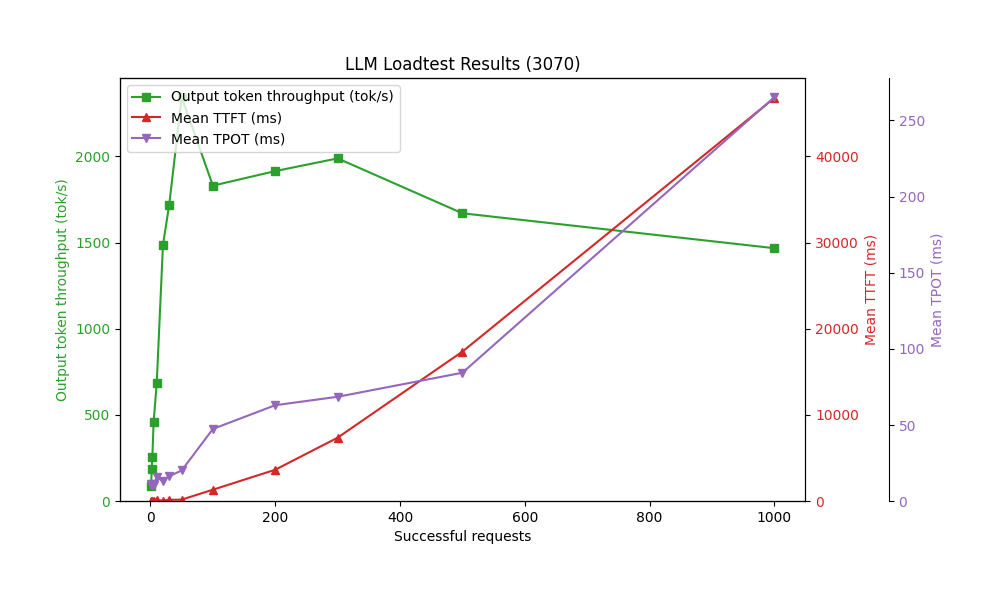 LLM Loadtest Results (3070)
Output token throughput (tok/s)
Mean TTFT (ms)
Mean TPOT (ms)
Output token throughput (tok/s)
2000
1500
1000
500
0
0
200
400
600
800
1000
Successful requests
40000
30000
20000
10000
0
Mean TTFT (ms)
250
200
150
100
50
0
Mean TPOT (ms)